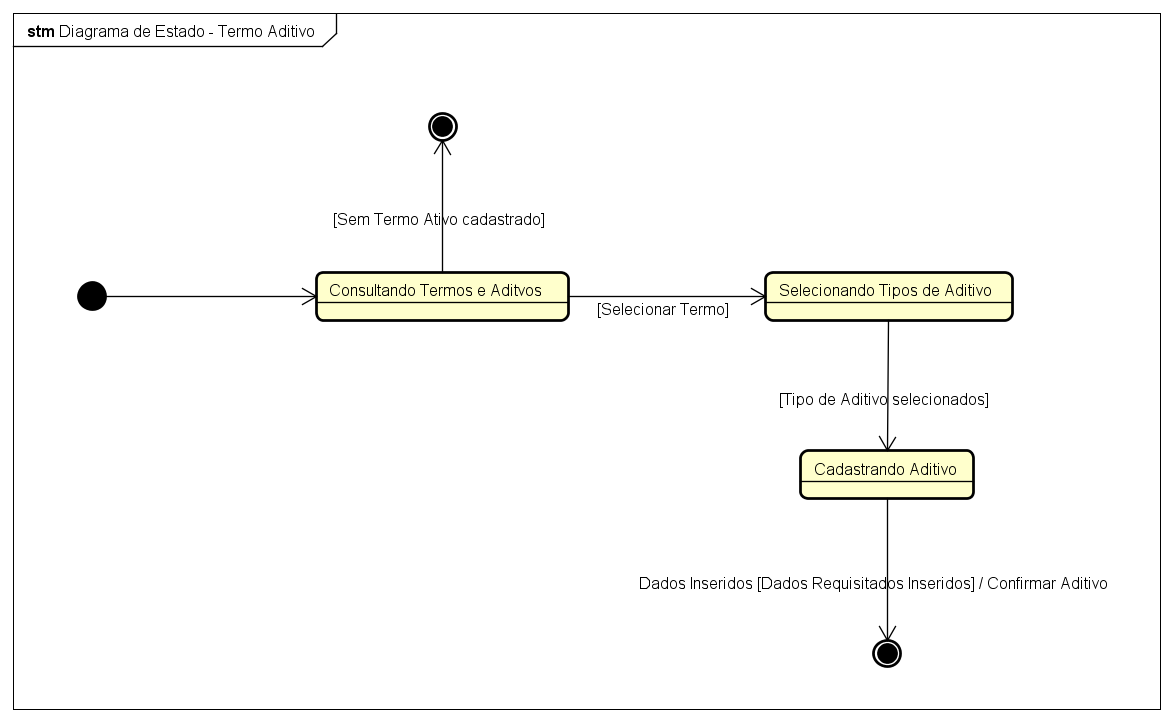 stm Diagrama de Estado - Termo Aditivo
[Sem Termo Ativo cadastrado]
Consultando Termos e Aditvos
Selecionando Tipos de Aditivo
[Selecionar Termo]
[Tipo de Aditivo selecionados]
Cadastrando Aditivo
Dados Inseridos [Dados Requisitados Inseridos] / Confirmar Aditivo